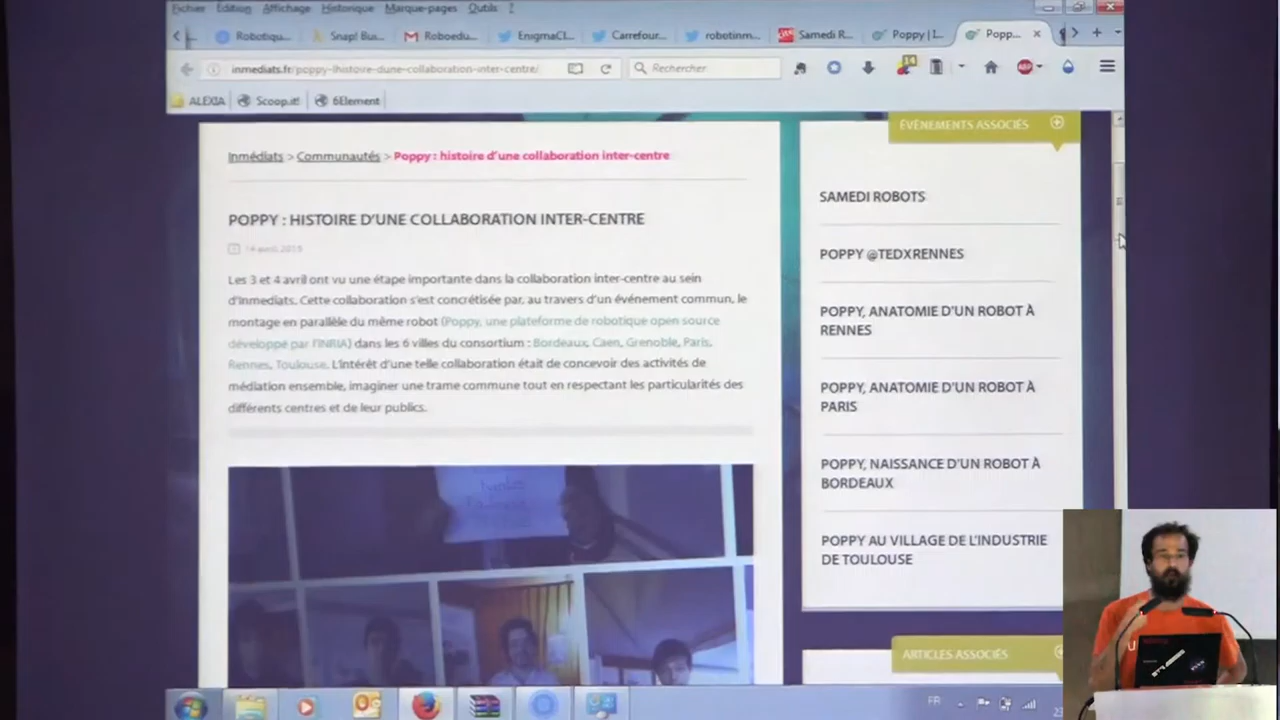 Fichier Édition Affichage Historique Marque-pages Outils ?
Robotiqu... Snap! Bui... Roboedu... EnigmaCl... Carrefour... robotinm... Samedi R... Poppy | I... Popp...
inmediats.fr/poppy-lhistoire-dune-collaboration-inter-centre/
Rechercher
ALEXIA Scoop.it! 6Element
ÉVÈNEMENTS ASSOCIÉS
Inmédiats > Communautés > Poppy : histoire d'une collaboration inter-centre
SAMEDI ROBOTS
POPPY : HISTOIRE D'UNE COLLABORATION INTER-CENTRE
POPPY @TEDXRENNES
Les 3 et 4 avril ont vu une étape importante dans la collaboration inter-centre au sein
d'Inmediats. Cette collaboration s'est concrétisée par, au travers d'un événement commun, le
montage en parallèle du même robot (Poppy, une plateforme de robotique open source
développé par l'INRIA) dans les 6 villes du consortium : Bordeaux, Caen, Grenoble, Paris,
Rennes, Toulouse. L'intérêt d'une telle collaboration était de concevoir des activités de
médiation ensemble, imaginer une trame commune tout en respectant les particularités des
différents centres et de leur publics.
POPPY, ANATOMIE D'UN ROBOT À
RENNES
POPPY, ANATOMIE D'UN ROBOT À
PARIS
POPPY, NAISSANCE D'UN ROBOT À
BORDEAUX
POPPY AU VILLAGE DE L'INDUSTRIE
DE TOULOUSE
ARTICLES ASSOCIÉS
FR